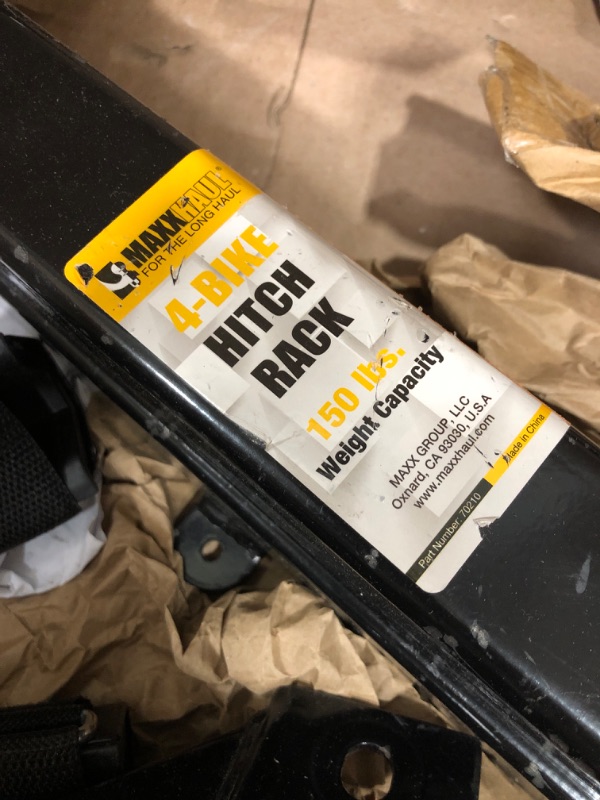 MAXXHAUL®
FOR THE LONG HAUL
4-BIKE
HITCH
RACK
150 lbs.
Weight Capacity
MAXX GROUP, LLC
Oxnard, CA 93030, U.S.A
www.maxxhaul.com
Part Number: 70210
Made in China